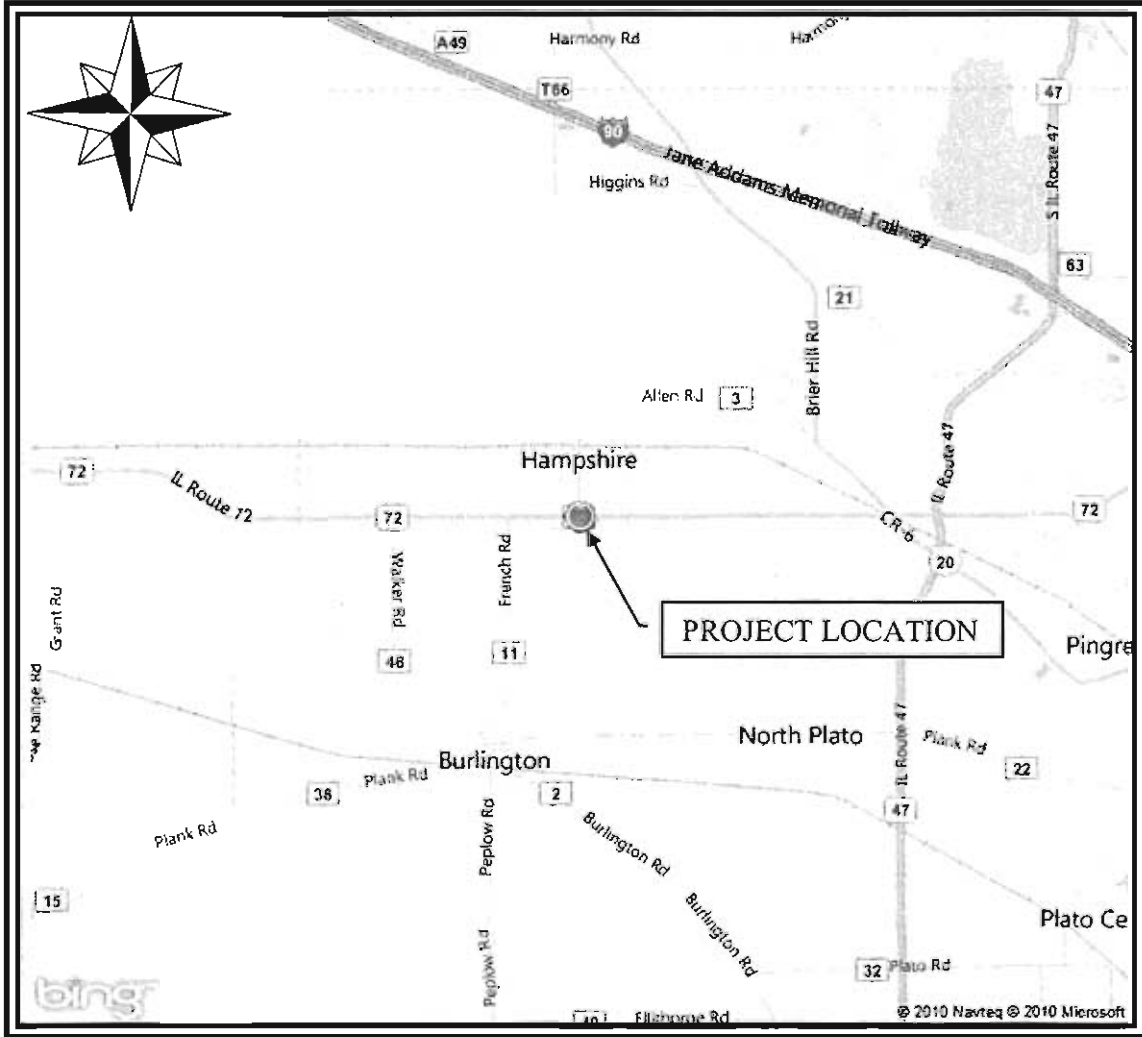 A49
Harmony Rd
Harmony
T66
47
90
Jane Addams Memorial Tollway
Higgins Rd
S IL Route 47
63
21
Briar Hill Rd
Allen Rd
3
IL Route 47
Hampshire
72
IL Route 72
72
72
CR-6
20
Walker Rd
French Rd
Grant Rd
PROJECT LOCATION
Pingre
46
11
Range Rd
IL Route 47
North Plato
Plank Rd
22
Burlington
Plank Rd
38
2
47
Plank Rd
Peplow Rd
Burlington Rd
15
Burlington Rd
Plato Ce
Peplow Rd
32
Plato Rd
bing
© 2010 Navteq © 2010 Microsoft